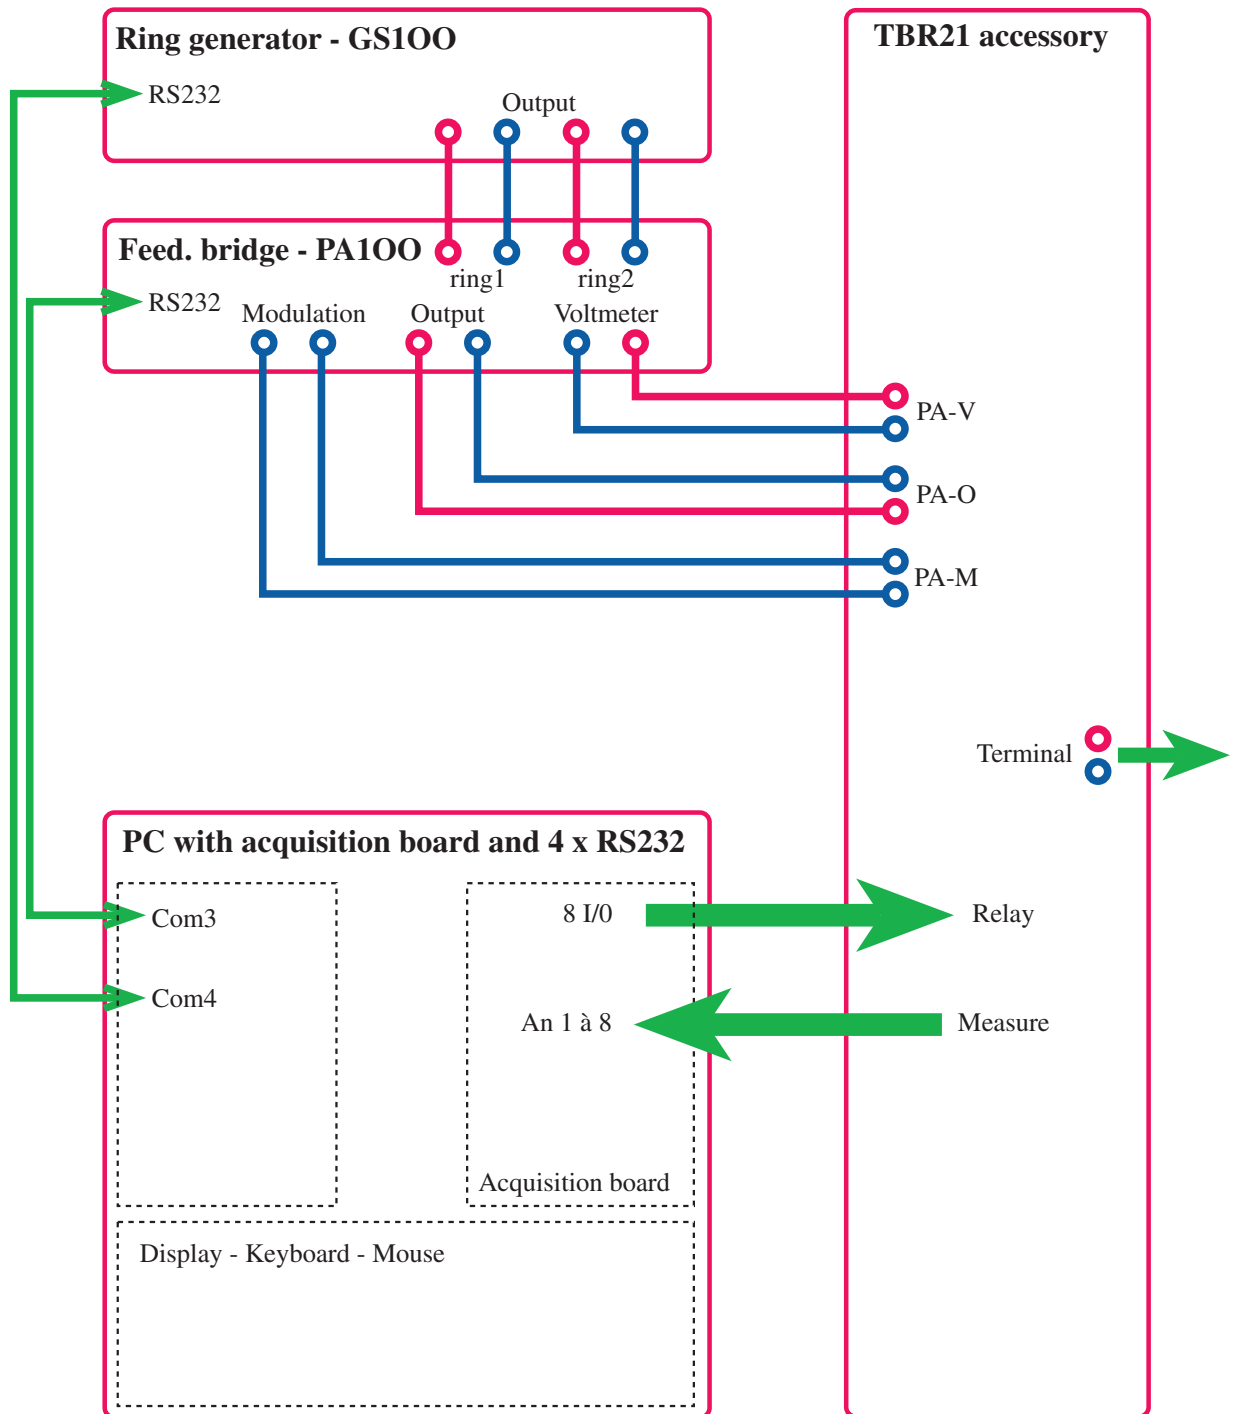 Ring generator - GS1OO
TBR21 accessory
RS232
Output
Feed. bridge - PA1OO
ring1 ring2
RS232
Modulation Output Voltmeter
PA-V
PA-O
PA-M
Terminal
PC with acquisition board and 4 x RS232
Com3
8 I/0
Relay
Com4
An 1 à 8
Measure
Acquisition board
Display - Keyboard - Mouse